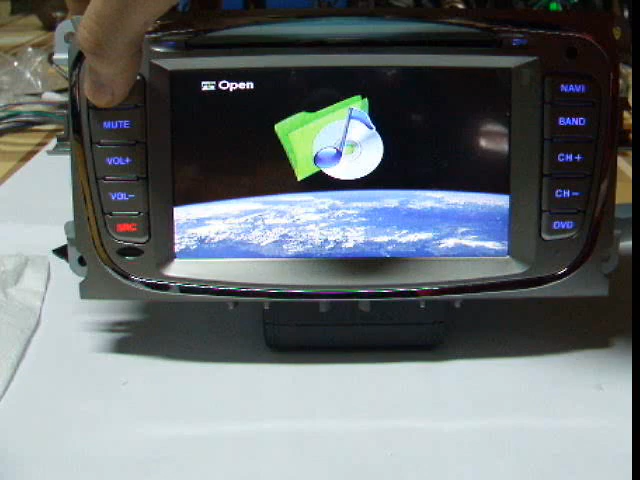 Open
MUTE
VOL+
VOL-
SRC
NAVI
BAND
CH+
CH-
DVD